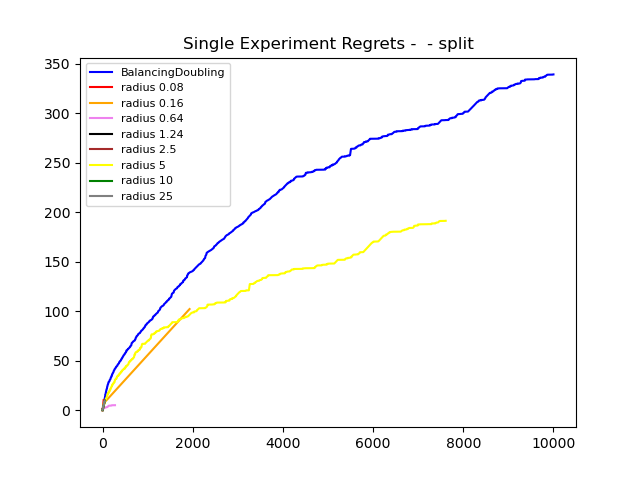 Single Experiment Regrets -  - split
350
300
250
200
150
100
50
0
BalancingDoubling
radius 0.08
radius 0.16
radius 0.64
radius 1.24
radius 2.5
radius 5
radius 10
radius 25
0 2000 4000 6000 8000 10000